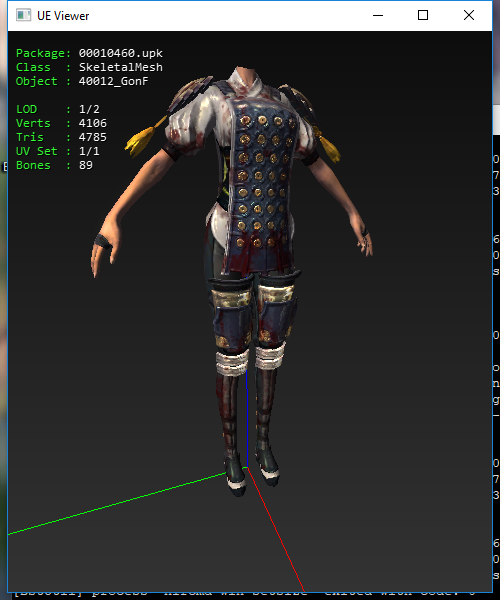 UE Viewer
Package: 00010460.upk
Class : SkeletalMesh
Object : 40012_GonF
LOD : 1/2
Verts : 4106
Tris : 4785
UV Set : 1/1
Bones : 89